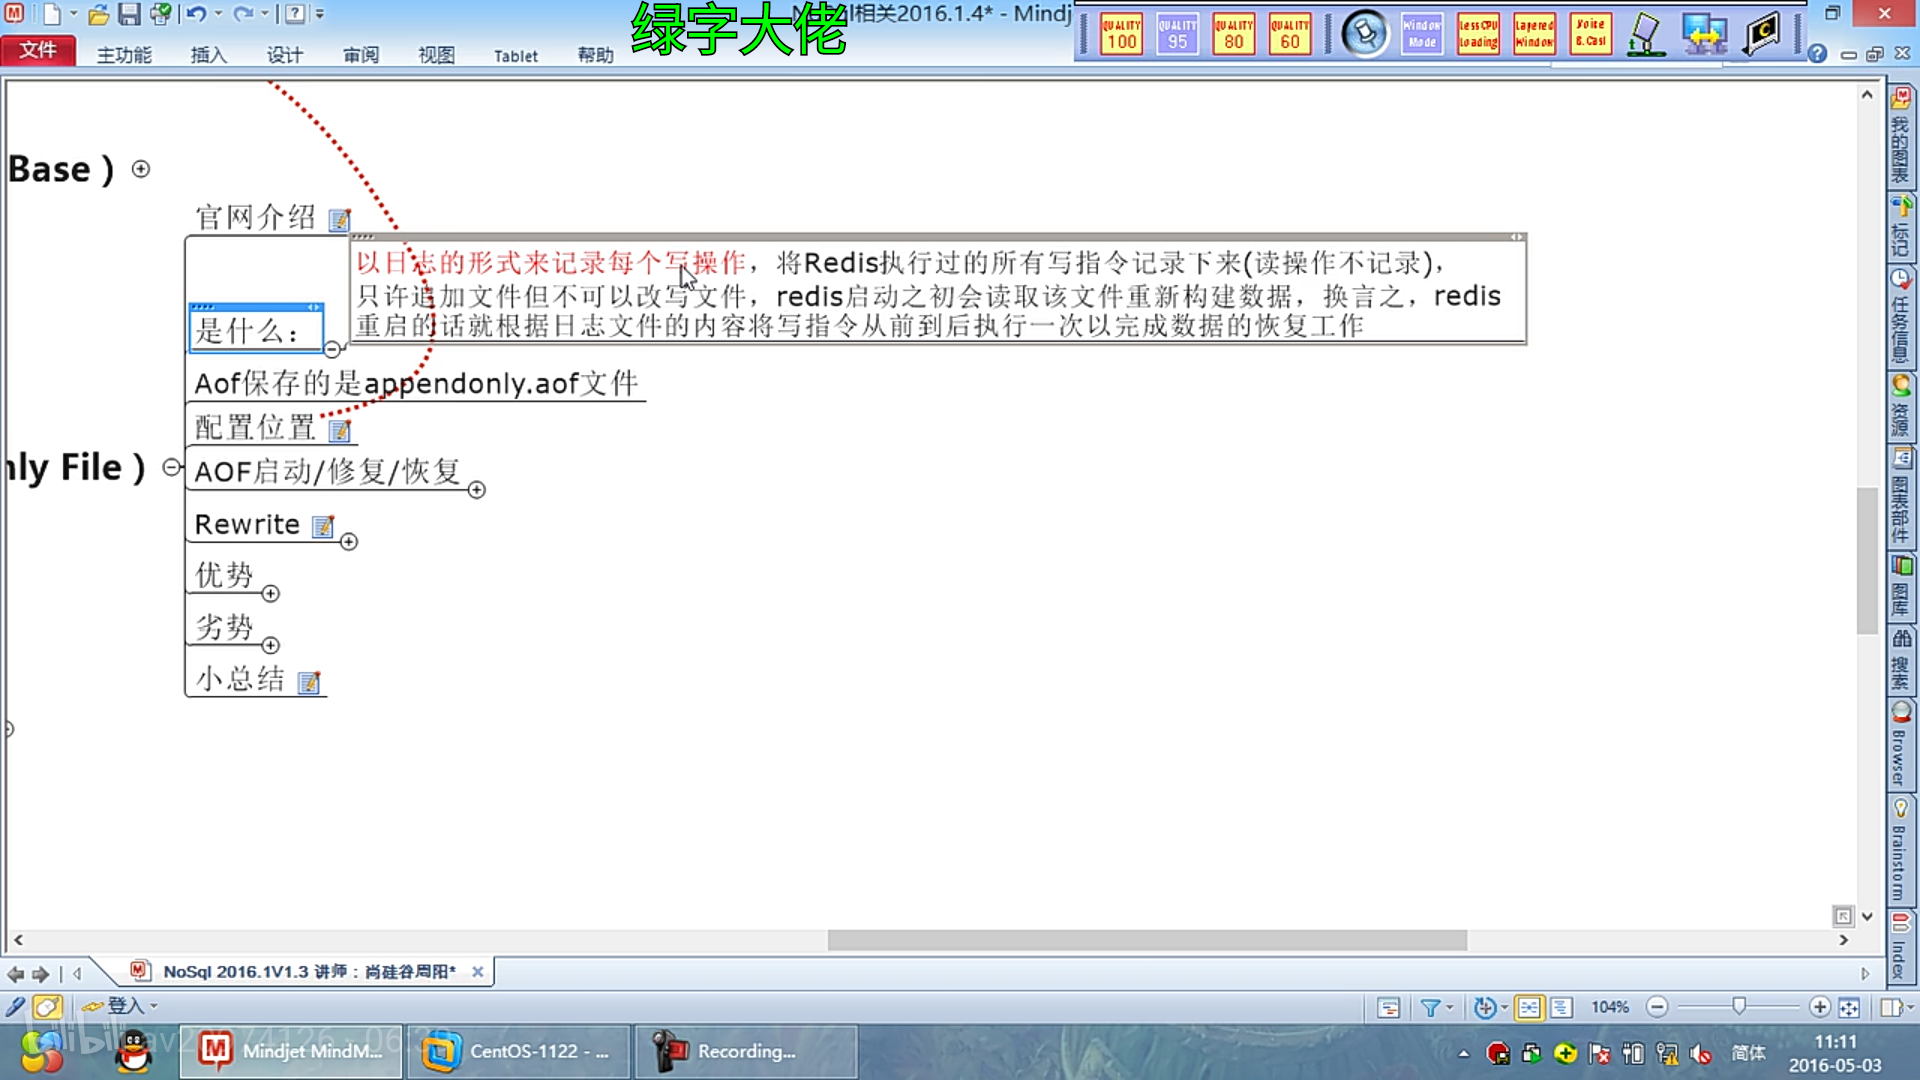 绿字大佬
相关2016.1.4* - Mindj
QUALITY 100
QUALITY 95
QUALITY 80
QUALITY 60
Window Mode
Less CPU Loading
Layered Window
文件
主功能
插入
设计
审阅
视图
Tablet
帮助
Base )
官网介绍
以日志的形式来记录每个写操作，将Redis执行过的所有写指令记录下来(读操作不记录)，
只许追加文件但不可以改写文件，redis启动之初会读取该文件重新构建数据，换言之，redis
重启的话就根据日志文件的内容将写指令从前到后执行一次以完成数据的恢复工作
是什么：
Aof保存的是appendonly.aof文件
配置位置
ly File )
AOF启动/修复/恢复
Rewrite
优势
劣势
小总结
我的图表
标记
任务信息
资源
图表部件
图库
搜索
Browser
Brainstorm
Index
NoSql 2016.1V1.3 讲师：尚硅谷周阳*
登入
104%
Mindjet MindM...
CentOS-1122 - ...
Recording...
简体
11:11
2016-05-03